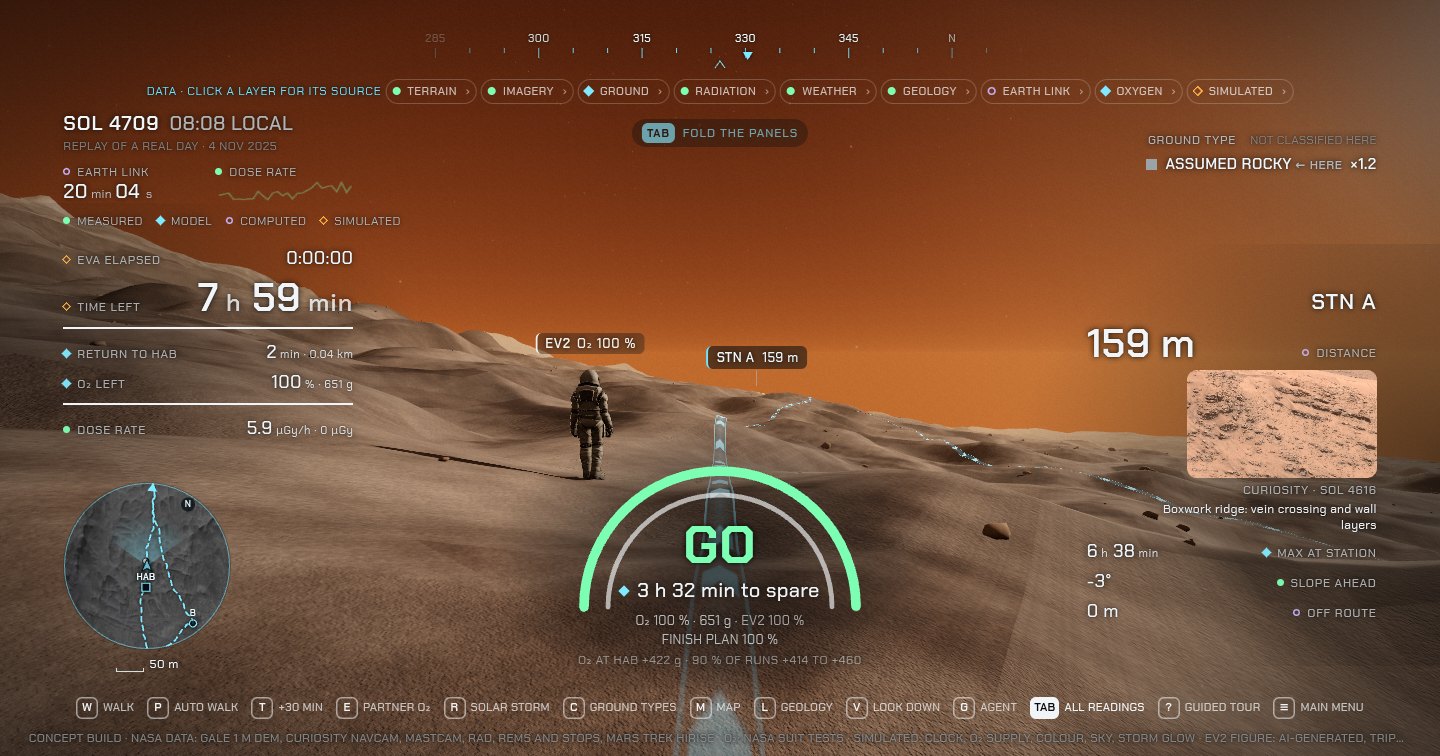 285 300 315 330 345 N
DATA · CLICK A LAYER FOR ITS SOURCE TERRAIN › IMAGERY › GROUND › RADIATION › WEATHER › GEOLOGY › EARTH LINK › OXYGEN › SIMULATED ›
SOL 4709 08:08 LOCAL
REPLAY OF A REAL DAY · 4 NOV 2025
TAB FOLD THE PANELS
GROUND TYPE NOT CLASSIFIED HERE
ASSUMED ROCKY ← HERE ×1.2
EARTH LINK DOSE RATE
20 min 04 s
MEASURED MODEL COMPUTED SIMULATED
EVA ELAPSED 0:00:00
TIME LEFT 7 h 59 min
RETURN TO HAB 2 min · 0.04 km
O₂ LEFT 100 % · 651 g
DOSE RATE 5.9 µGy/h · 0 µGy
EV2 O₂ 100 %
STN A 159 m
STN A
159 m DISTANCE
CURIOSITY · SOL 4616
Boxwork ridge: vein crossing and wall
layers
6 h 38 min MAX AT STATION
-3° SLOPE AHEAD
0 m OFF ROUTE
N
HAB
B
50 m
GO
3 h 32 min to spare
O₂ 100 % · 651 g · EV2 100 %
FINISH PLAN 100 %
O₂ AT HAB +422 g · 90 % OF RUNS +414 TO +460
W WALK P AUTO WALK T +30 MIN E PARTNER O₂ R SOLAR STORM C GROUND TYPES M MAP L GEOLOGY V LOOK DOWN G AGENT TAB ALL READINGS ? GUIDED TOUR ≡ MAIN MENU
CONCEPT BUILD · NASA DATA: GALE 1 M DEM, CURIOSITY NAVCAM, MASTCAM, RAD, REMS AND STOPS, MARS TREK HIRISE · O₂: NASA SUIT TESTS · SIMULATED: CLOCK, O₂ SUPPLY, COLOUR, SKY, STORM GLOW · EV2 FIGURE: AI-GENERATED, TRIP…